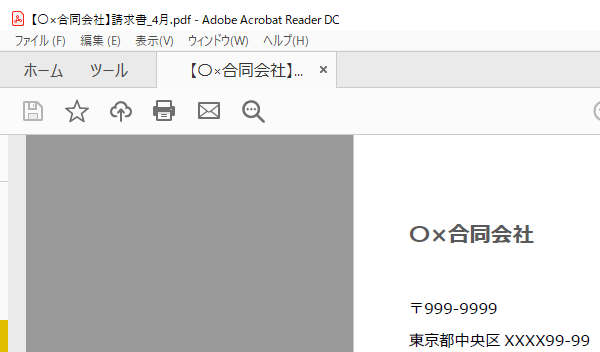 【〇×合同会社】請求書_4月.pdf - Adobe Acrobat Reader DC
ファイル (F) 編集 (E) 表示(V) ウィンドウ(W) ヘルプ(H)
ホーム ツール 【〇×合同会社】... ×
〇×合同会社
〒999-9999
東京都中央区 XXXX99-99